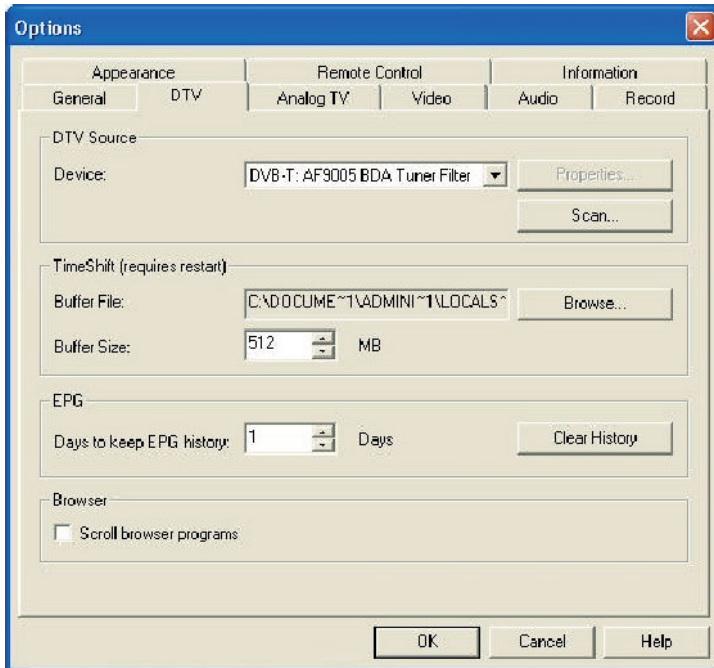 Options
Appearance Remote Control Information
General DTV Analog TV Video Audio Record
DTV Source
Device: DVB-T: AF9005 BDA Tuner Filter Properties...
Scan...
TimeShift (requires restart)
Buffer File: C:\DOCUME~1\ADMINI~1\LOCALS~ Browse...
Buffer Size: 512 MB
EPG
Days to keep EPG history: 1 Days Clear History
Browser
Scroll browser programs
OK Cancel Help